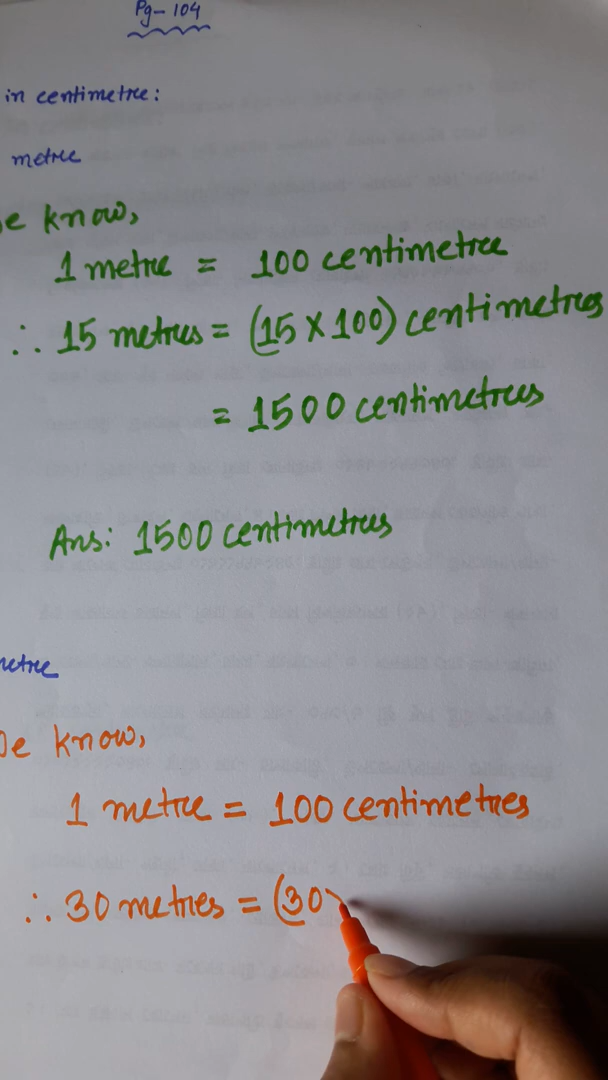 Pg-104
in centimetre:
metre
e know,
1 metre = 100 centimetre
∴ 15 metres = (15 × 100) centimetres
= 1500 centimetres
Ans: 1500 centimetres
metre
e know,
1 metre = 100 centimetres
∴ 30 metres = (30